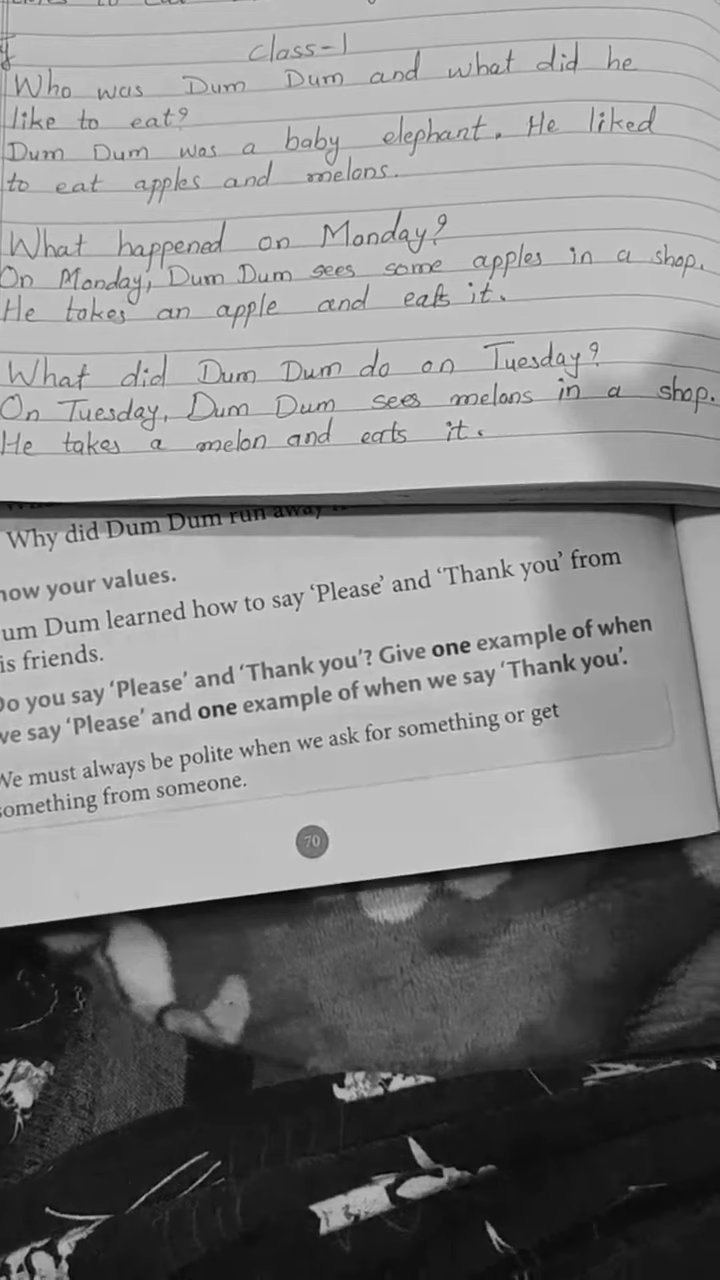 Class-1
Who was Dum Dum and what did he
like to eat?
Dum Dum was a baby elephant. He liked
to eat apples and melons.
What happened on Monday?
On Monday, Dum Dum sees some apples in a shop.
He takes an apple and eats it.
What did Dum Dum do on Tuesday?
On Tuesday, Dum Dum sees melons in a shop.
He takes a melon and eats it.
Why did Dum Dum run away
now your values.
um Dum learned how to say ‘Please’ and ‘Thank you’ from
is friends.
Do you say ‘Please’ and ‘Thank you’? Give one example of when
we say ‘Please’ and one example of when we say ‘Thank you’.
We must always be polite when we ask for something or get
something from someone.
70